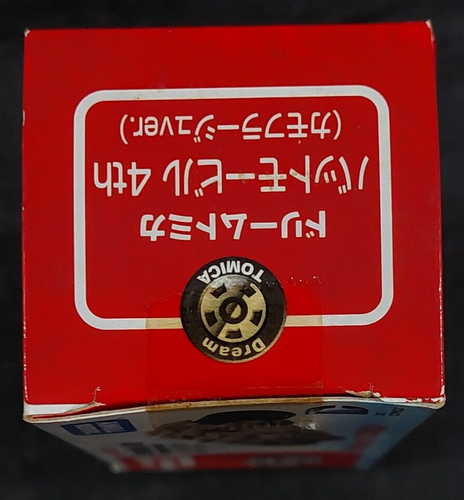 Dream
TOMICA
ドリームトミカ
バットモービル 4th
(カモフラージュver.)